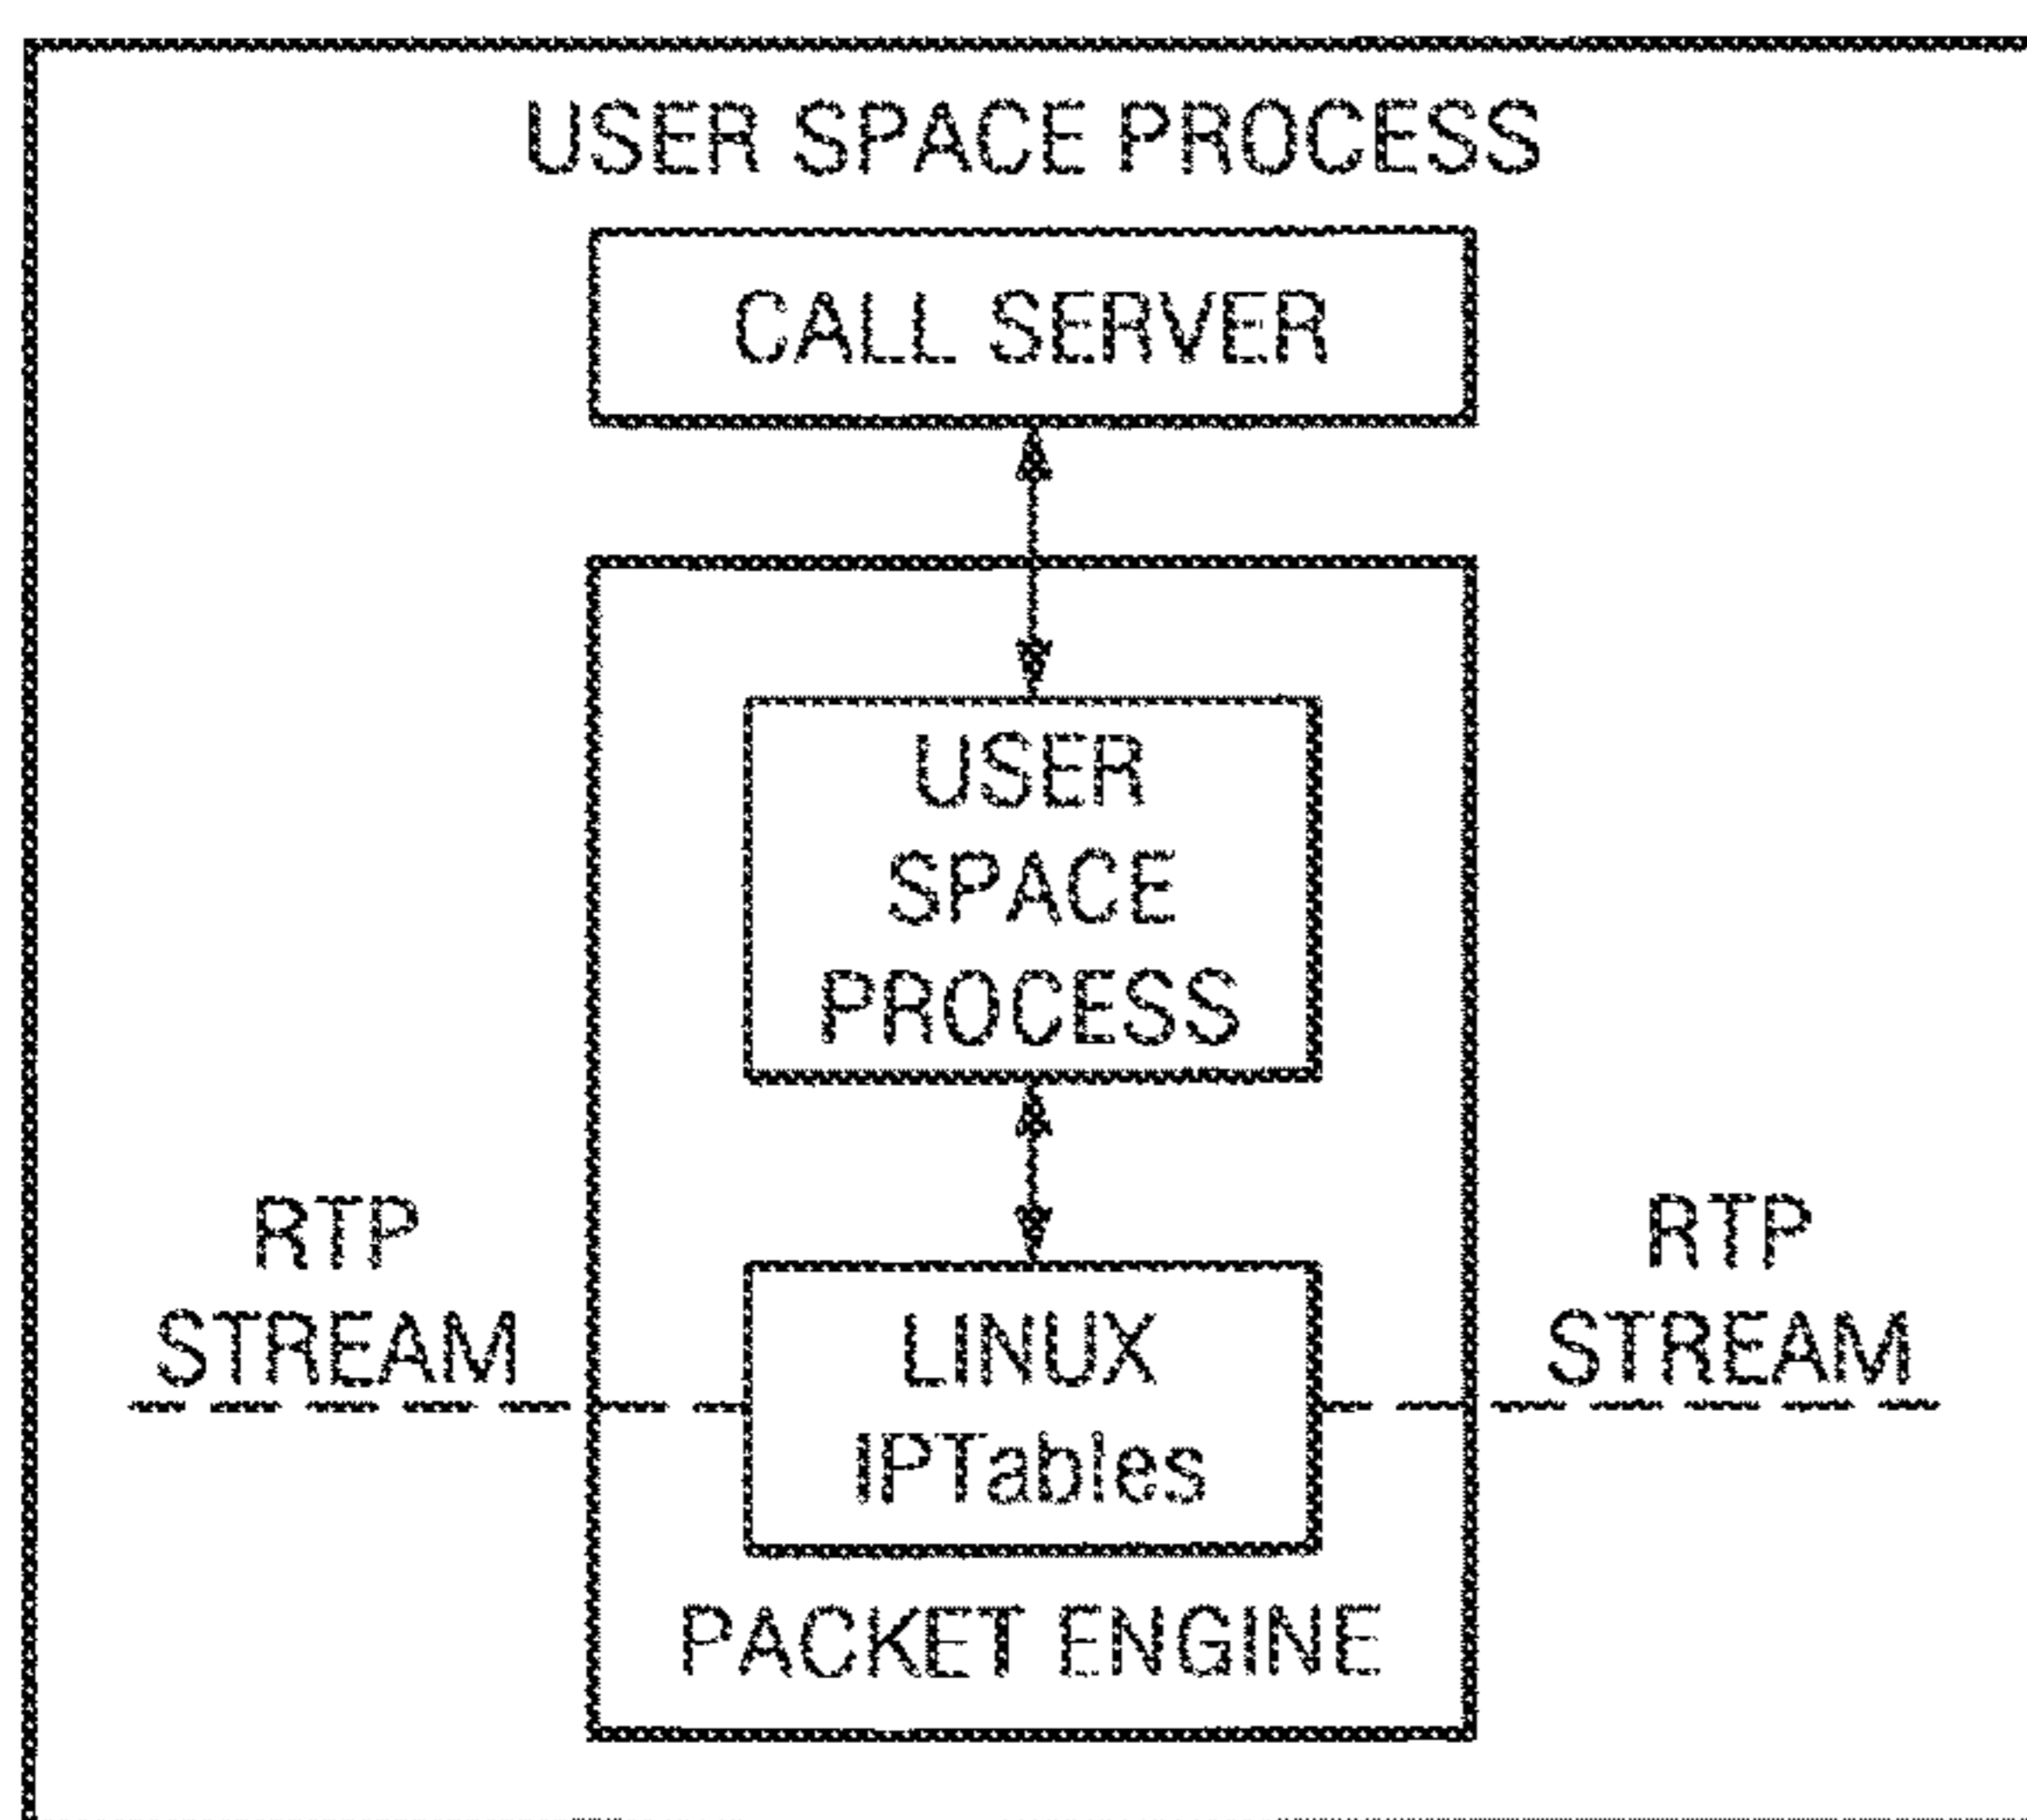 USER SPACE PROCESS
CALL SERVER
USER
SPACE
PROCESS
RTP
STREAM
LINUX
IPTables
RTP
STREAM
PACKET ENGINE